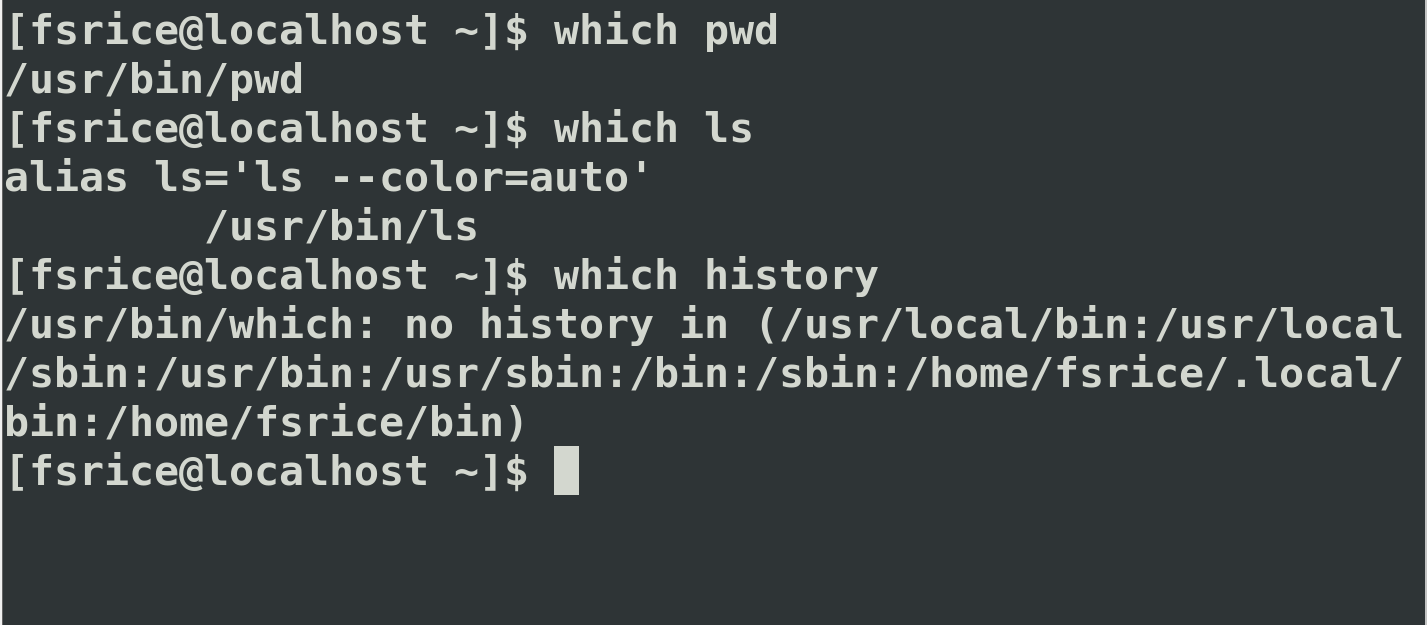 [fsrice@localhost ~]$ which pwd
/usr/bin/pwd
[fsrice@localhost ~]$ which ls
alias ls='ls --color=auto'
        /usr/bin/ls
[fsrice@localhost ~]$ which history
/usr/bin/which: no history in (/usr/local/bin:/usr/local
/sbin:/usr/bin:/usr/sbin:/bin:/sbin:/home/fsrice/.local/
bin:/home/fsrice/bin)
[fsrice@localhost ~]$